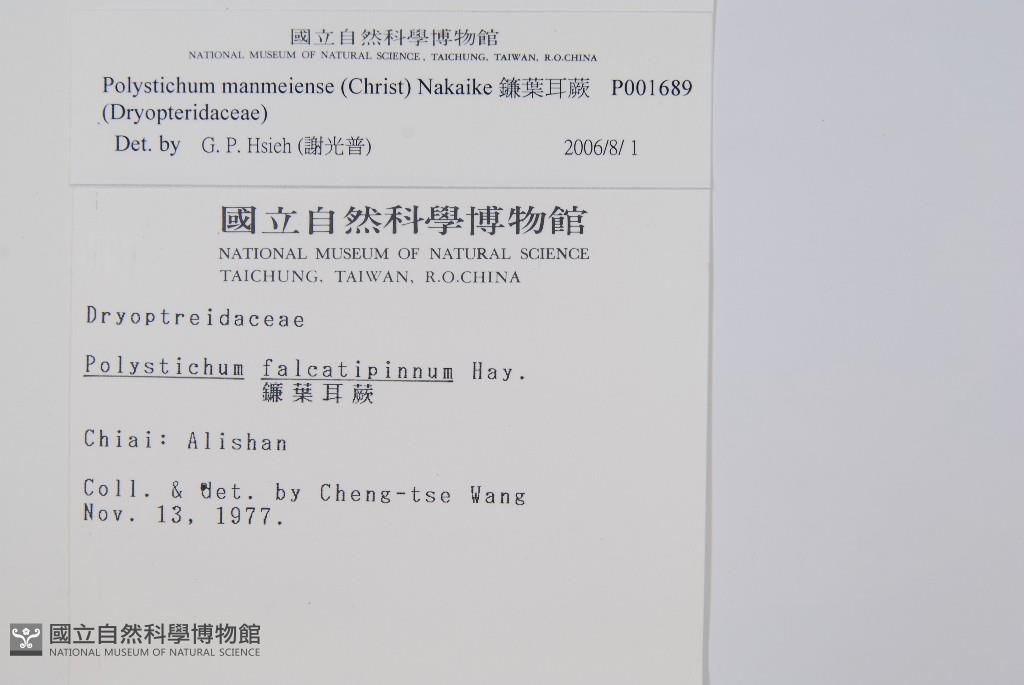 國立自然科學博物館
NATIONAL MUSEUM OF NATURAL SCIENCE, TAICHUNG, TAIWAN, R.O.CHINA
Polystichum manmeiense (Christ) Nakaike 鐮葉耳蕨 P001689
(Dryopteridaceae)
Det. by G. P. Hsieh (謝光普) 2006/8/ 1
國立自然科學博物館
NATIONAL MUSEUM OF NATURAL SCIENCE
TAICHUNG, TAIWAN, R.O.CHINA
Dryoptreidaceae
Polystichum falcatipinnum Hay.
鐮葉耳蕨
Chiai: Alishan
Coll. & det. by Cheng-tse Wang
Nov. 13, 1977.
國立自然科學博物館
NATIONAL MUSEUM OF NATURAL SCIENCE